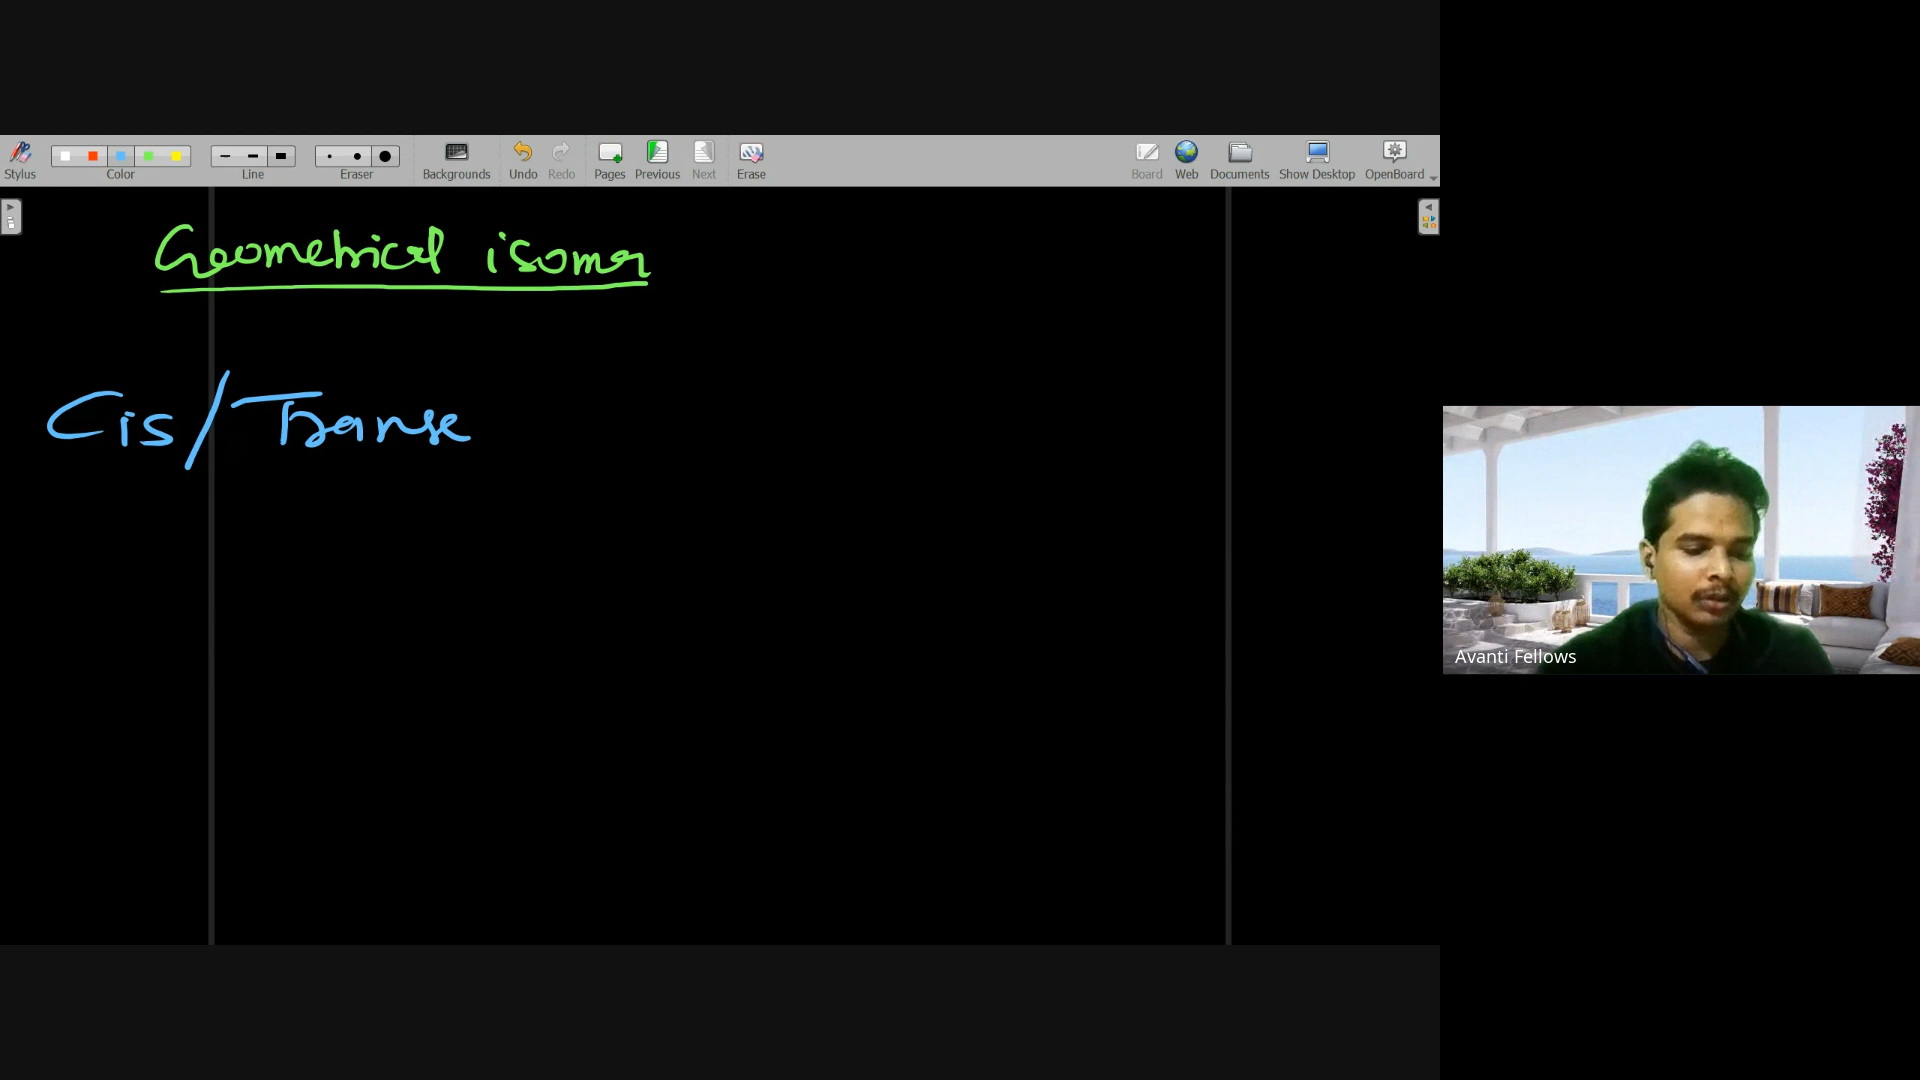 Stylus Color Line Eraser Backgrounds Undo Redo Pages Previous Next Erase Board Web Documents Show Desktop OpenBoard
Geometrical isomer
Cis/Transe
Avanti Fellows